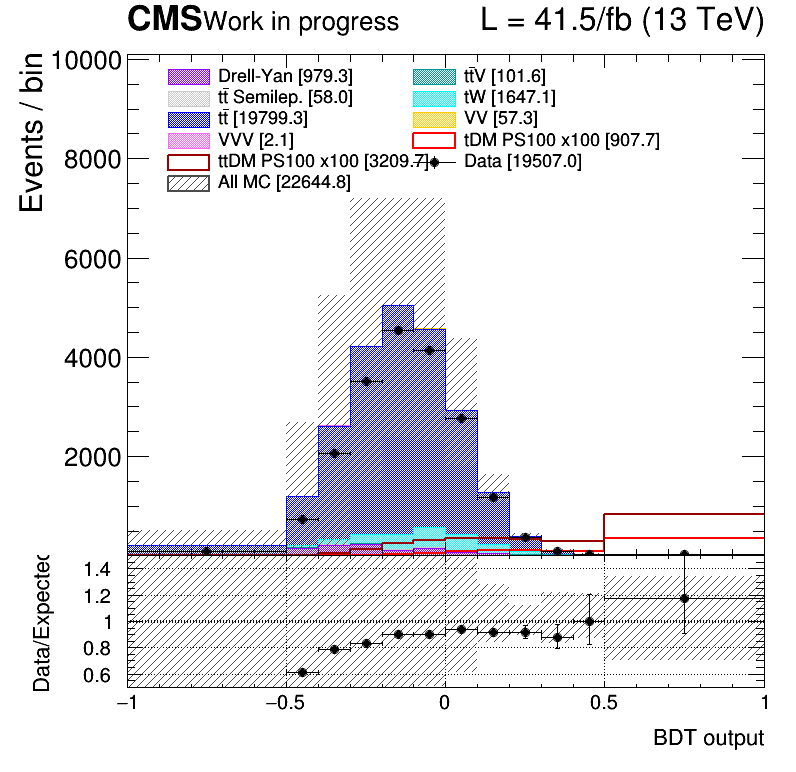 CMS Work in progress L = 41.5/fb (13 TeV)
Events / bin
10000
8000
6000
4000
2000
Drell-Yan [979.3] tt̄V [101.6]
tt̄ Semilep. [58.0] tW [1647.1]
tt̄ [19799.3] VV [57.3]
VVV [2.1] tDM PS100 x100 [907.7]
ttDM PS100 x100 [3209.7] Data [19507.0]
All MC [22644.8]
Data/Expected
1.4
1.2
1
0.8
0.6
−1 −0.5 0 0.5 1
BDT output